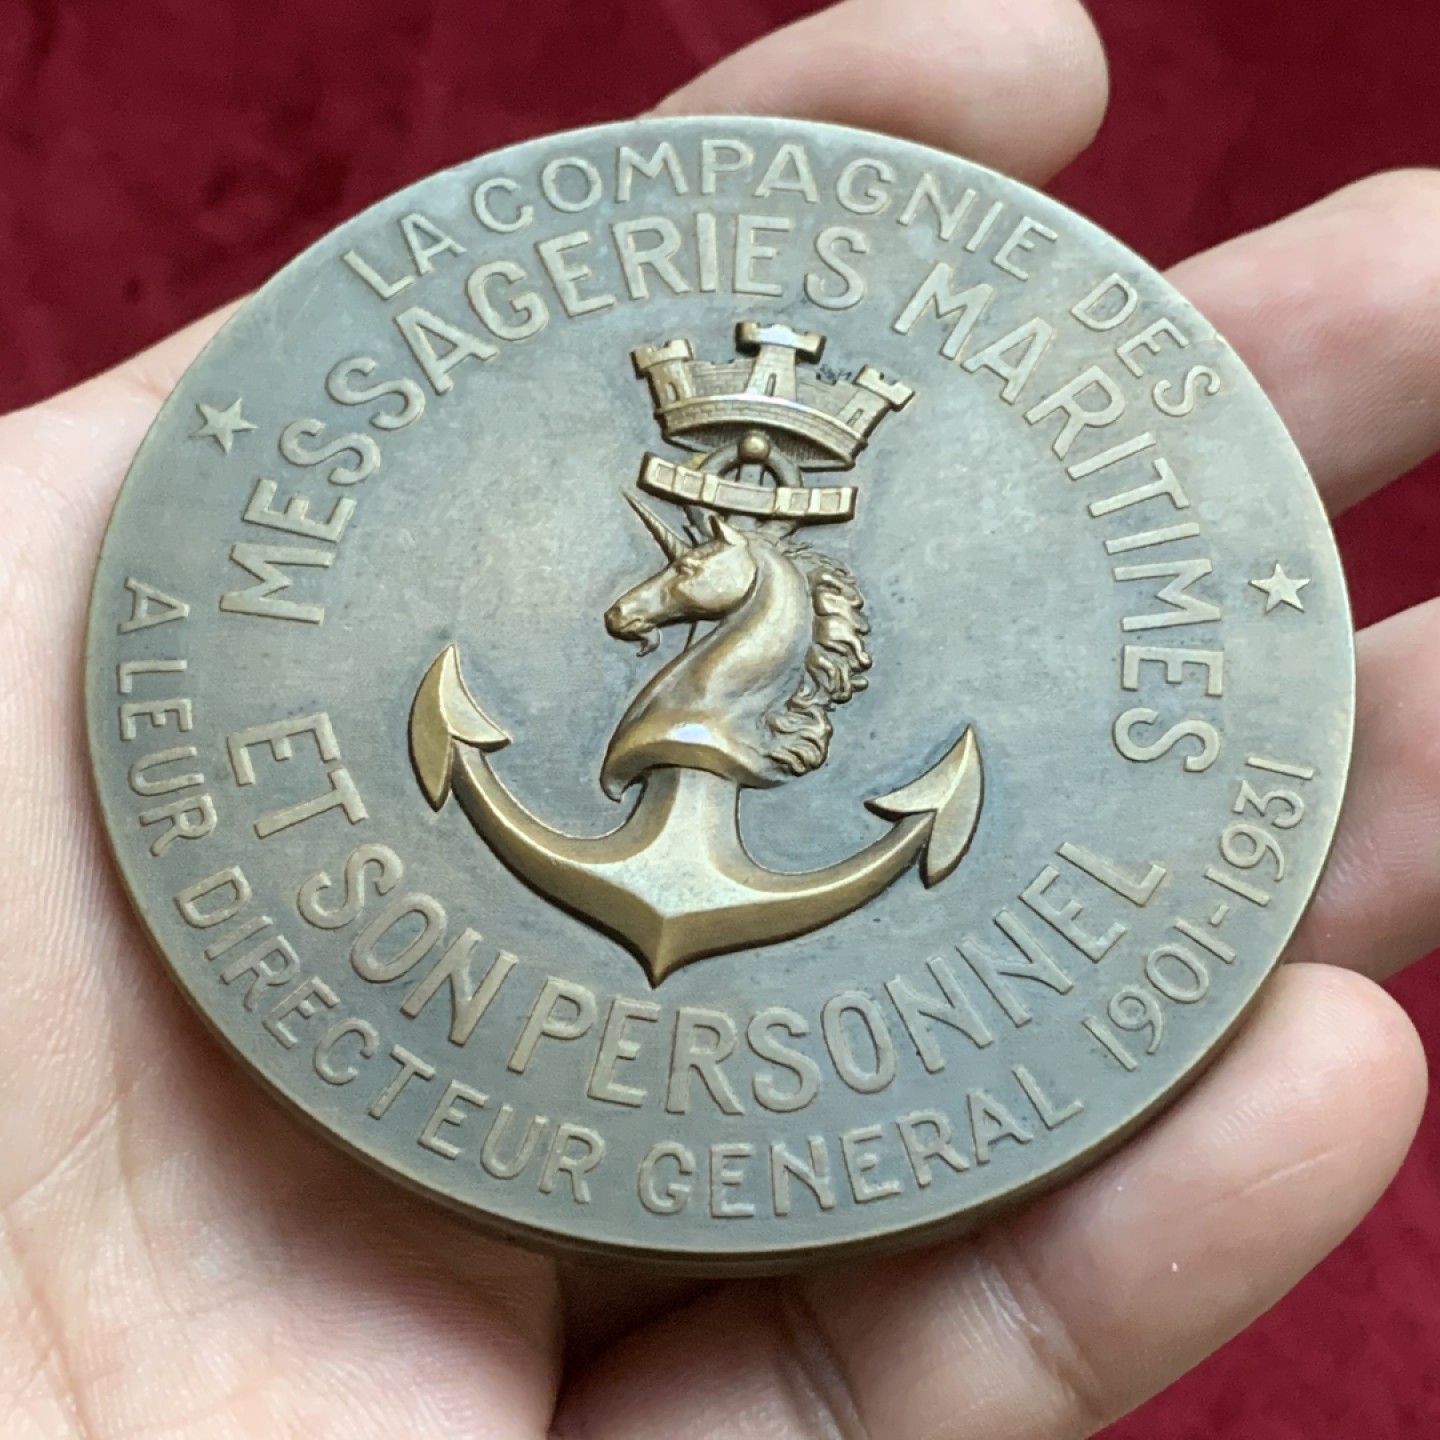 LA COMPAGNIE DES
MESSAGERIES MARITIMES
ET SON PERSONNEL
A LEUR DIRECTEUR GENERAL 1901-1931